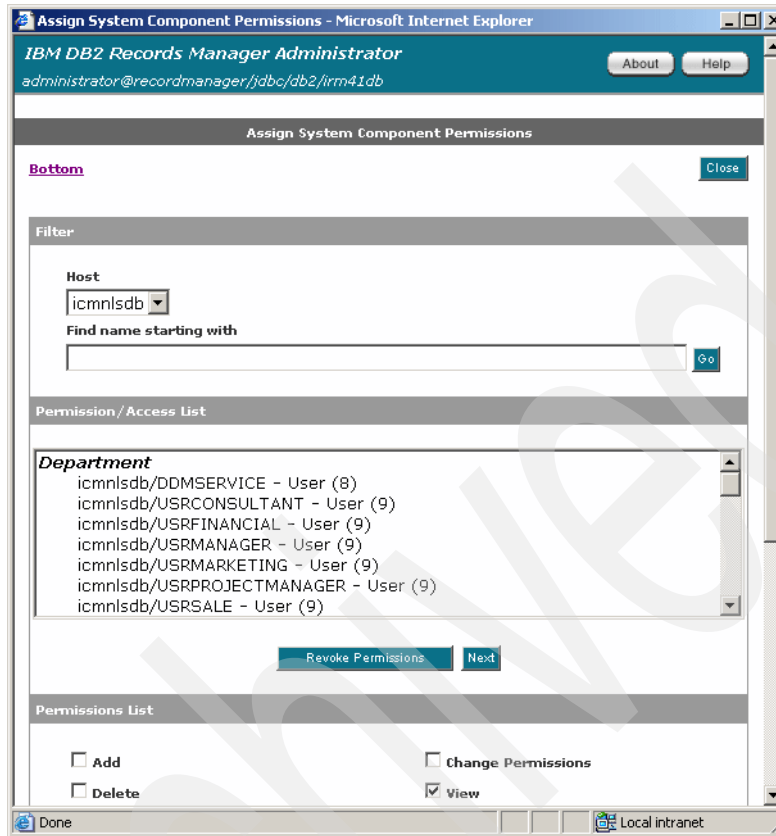 Assign System Component Permissions - Microsoft Internet Explorer
IBM DB2 Records Manager Administrator
administrator@recordmanager/jdbc/db2/irm41db
About Help
Assign System Component Permissions
Bottom Close
Filter
Host
icmnlsdb
Find name starting with
Go
Permission/Access List
Department
icmnlsdb/DDMSERVICE - User (8)
icmnlsdb/USRCONSULTANT - User (9)
icmnlsdb/USRFINANCIAL - User (9)
icmnlsdb/USRMANAGER - User (9)
icmnlsdb/USRMARKETING - User (9)
icmnlsdb/USRPROJECTMANAGER - User (9)
icmnlsdb/USRSALE - User (9)
Revoke Permissions Next
Permissions List
Add Change Permissions
Delete View
Done Local intranet